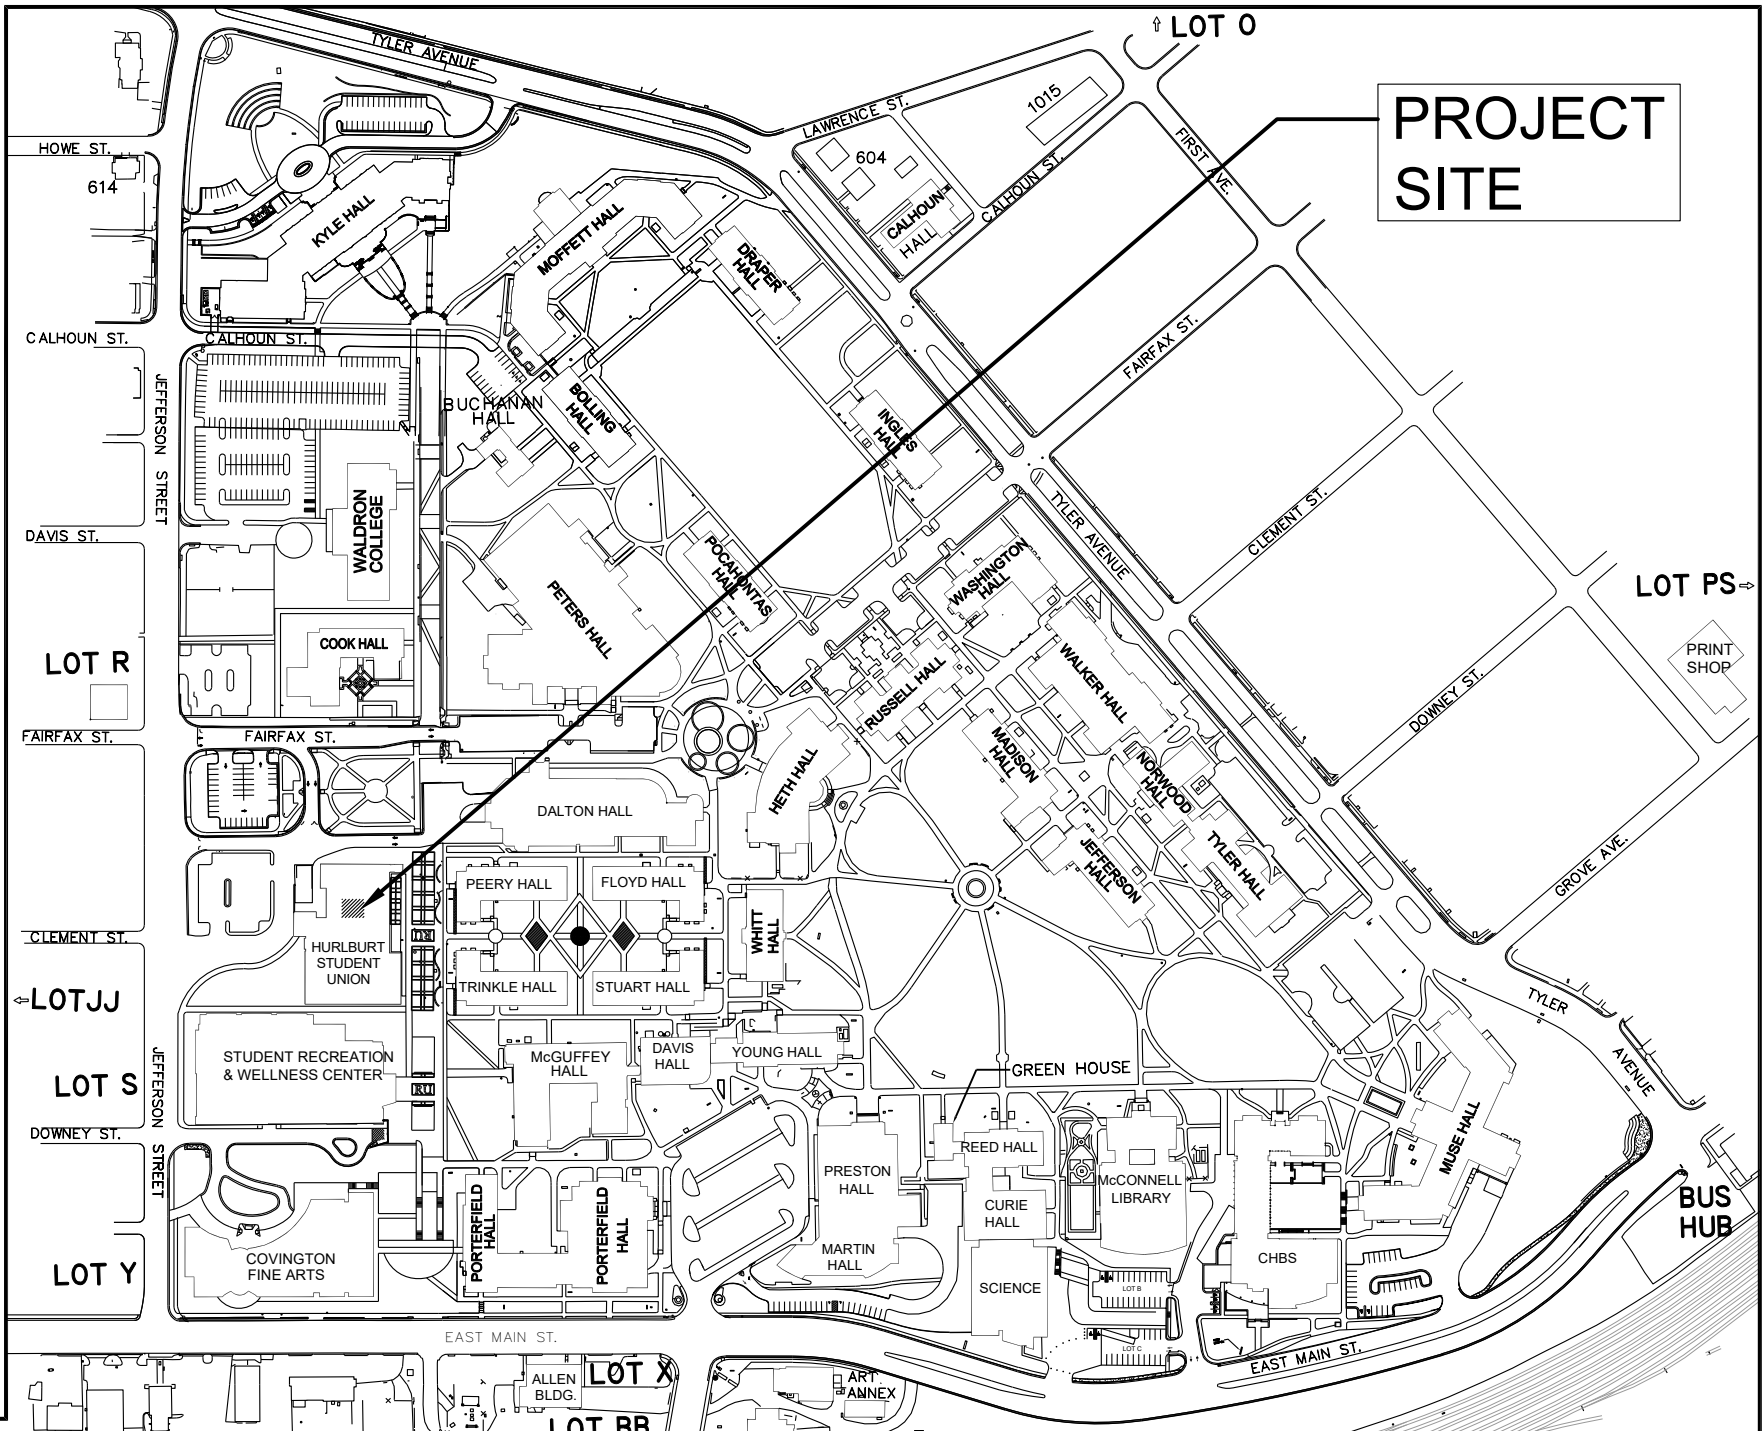 LOT O
TYLER AVENUE
PROJECT
SITE
LAWRENCE ST.
1015
FIRST AVE.
HOWE ST.
614
604
CALHOUN ST.
CALHOUN
HALL
KYLE HALL
MOFFETT HALL
DRAPER
HALL
CALHOUN ST.
CALHOUN ST.
FAIRFAX ST.
JEFFERSON STREET
BUCHANAN
HALL
BOLLING
HALL
INGLES
HALL
WALDRON
COLLEGE
DAVIS ST.
TYLER AVENUE
CLEMENT ST.
POCAHONTAS
HALL
WASHINGTON
HALL
PETERS HALL
LOT PS
COOK HALL
LOT R
PRINT
SHOP
WALKER HALL
RUSSELL HALL
DOWNEY ST.
FAIRFAX ST.
FAIRFAX ST.
MADISON
HALL
NORWOOD
HALL
HETH HALL
DALTON HALL
TYLER HALL
JEFFERSON
HALL
GROVE AVE.
PEERY HALL
FLOYD HALL
CLEMENT ST.
RU
WHITT
HALL
HURLBURT
STUDENT
UNION
TRINKLE HALL
STUART HALL
LOT JJ
TYLER
AVENUE
STUDENT RECREATION
& WELLNESS CENTER
McGUFFEY
HALL
DAVIS
HALL
YOUNG HALL
GREEN HOUSE
LOT S
RU
JEFFERSON
STREET
DOWNEY ST.
MUSE HALL
REED HALL
PRESTON
HALL
McCONNELL
LIBRARY
CURIE
HALL
BUS
HUB
PORTERFIELD
HALL
PORTERFIELD
HALL
COVINGTON
FINE ARTS
MARTIN
HALL
CHBS
LOT Y
SCIENCE
LOT B
EAST MAIN ST.
LOT C
EAST MAIN ST.
ALLEN
BLDG.
LOT X
ART
ANNEX
LOT BB